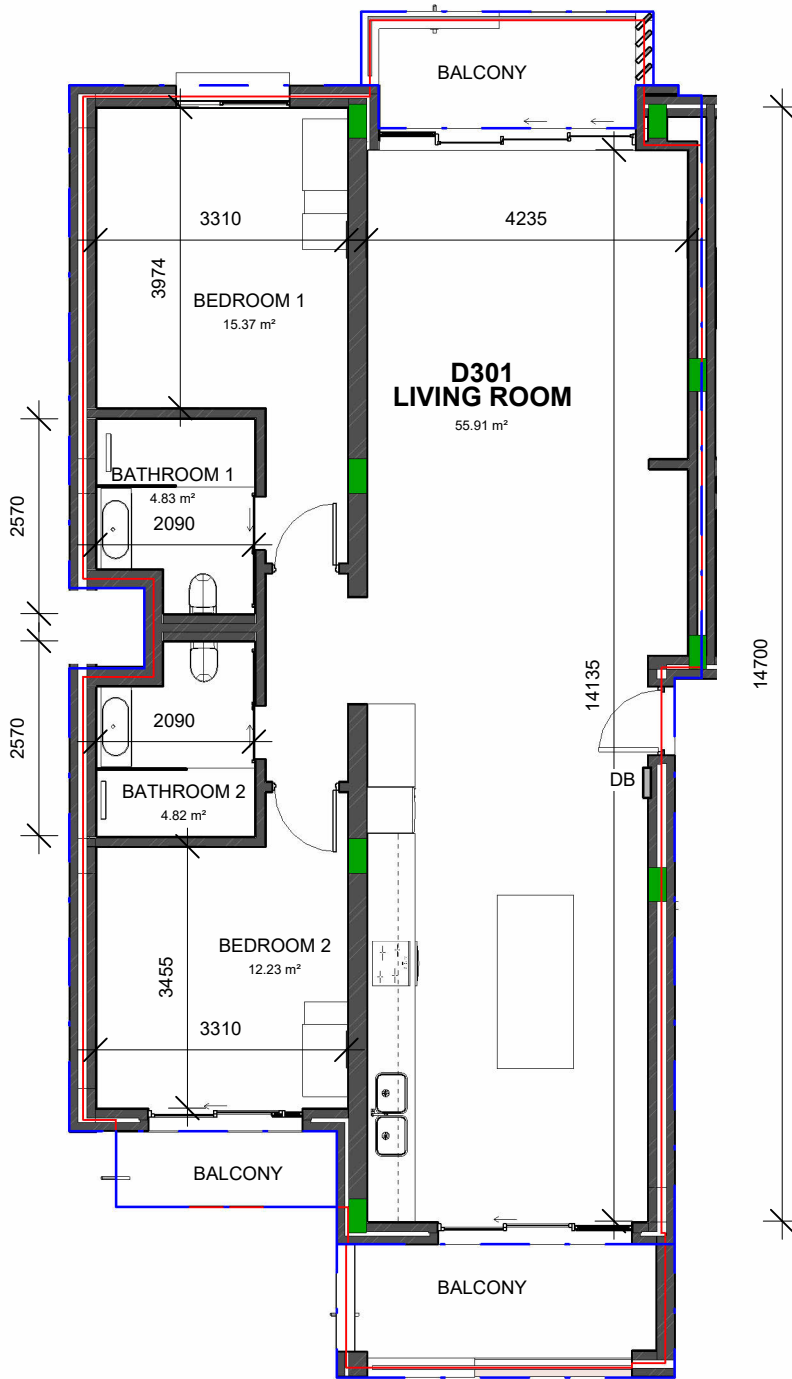 BALCONY
3310
4235
3974
BEDROOM 1
15.37 m²
D301
LIVING ROOM
55.91 m²
BATHROOM 1
4.83 m²
2570
2090
14135
14700
2570
2090
DB
BATHROOM 2
4.82 m²
BEDROOM 2
12.23 m²
3455
3310
BALCONY
BALCONY